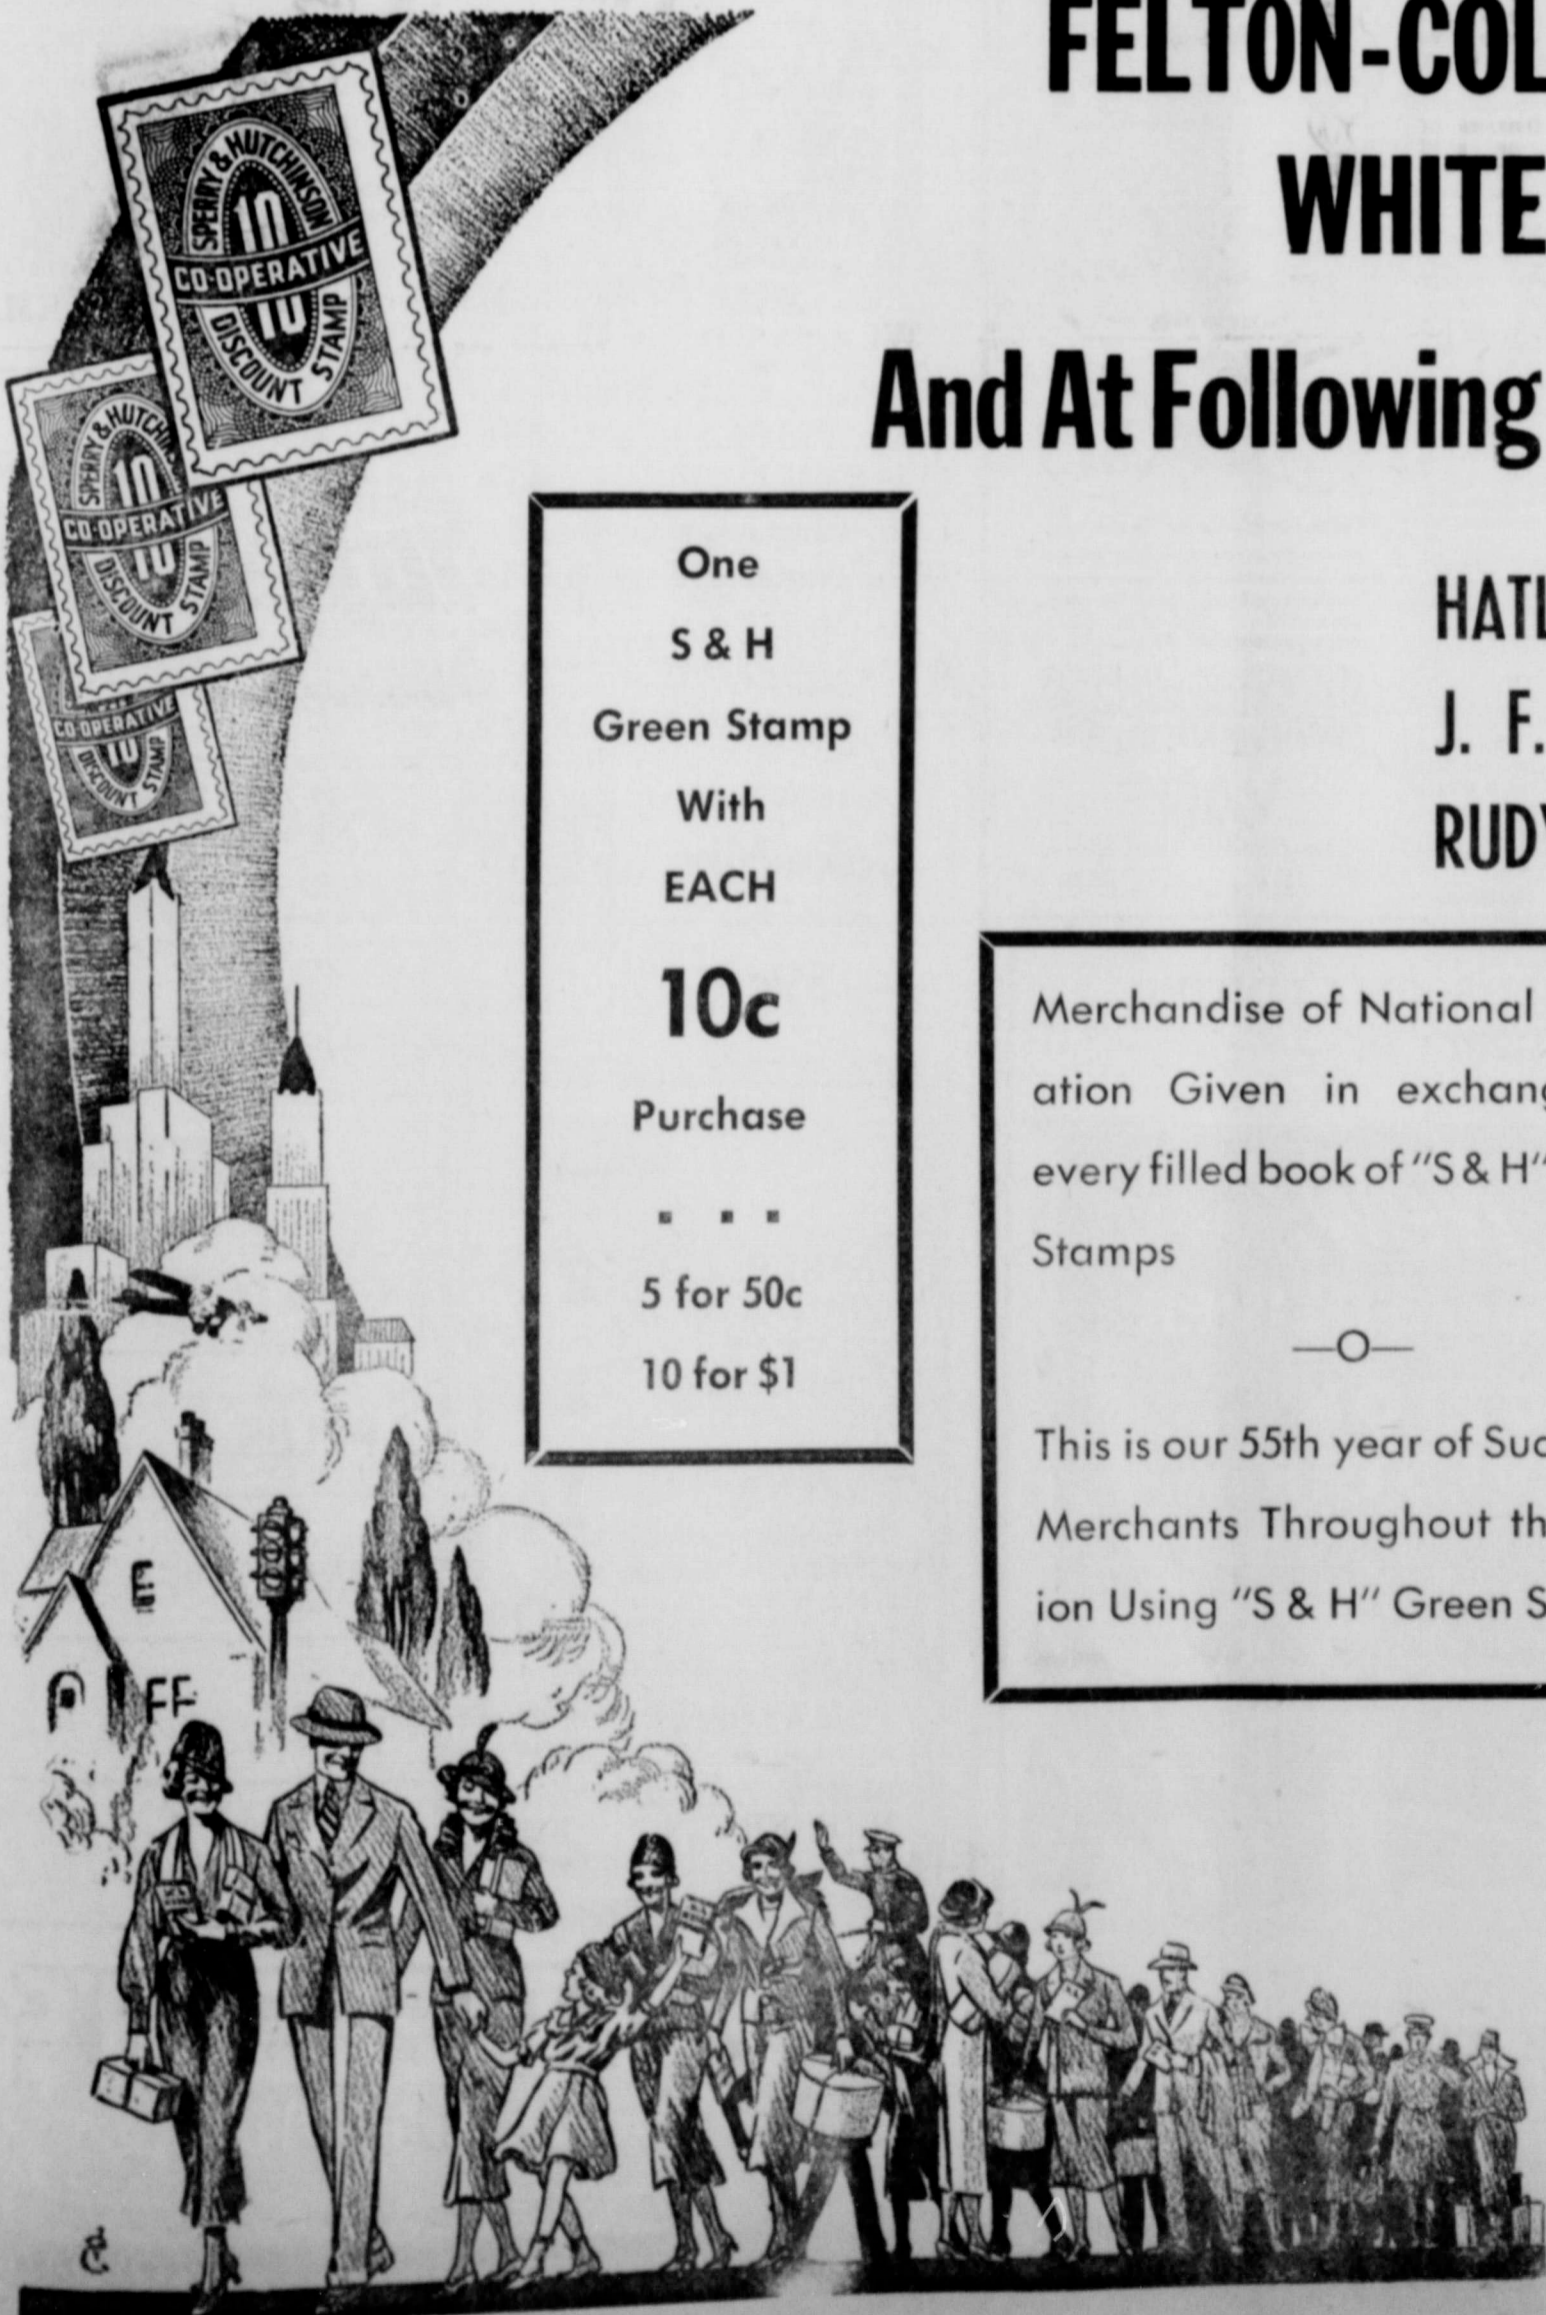 FELTON-COL
WHITE
And At Following
SPERRY & HUTCHINSON
10
CO-OPERATIVE
10
DISCOUNT STAMP
SPERRY & HUTCHIN
10
CO-OPERATIVE
10
DISCOUNT STAMP
CO-OPERATIVE
10
DISCOUNT STAMP
One
S & H
Green Stamp
With
EACH
10c
Purchase
5 for 50c
10 for $1
HATL
J. F.
RUDY
Merchandise of National
ation Given in exchang
every filled book of "S & H"
Stamps
—O—
This is our 55th year of Suc
Merchants Throughout th
ion Using "S & H" Green S